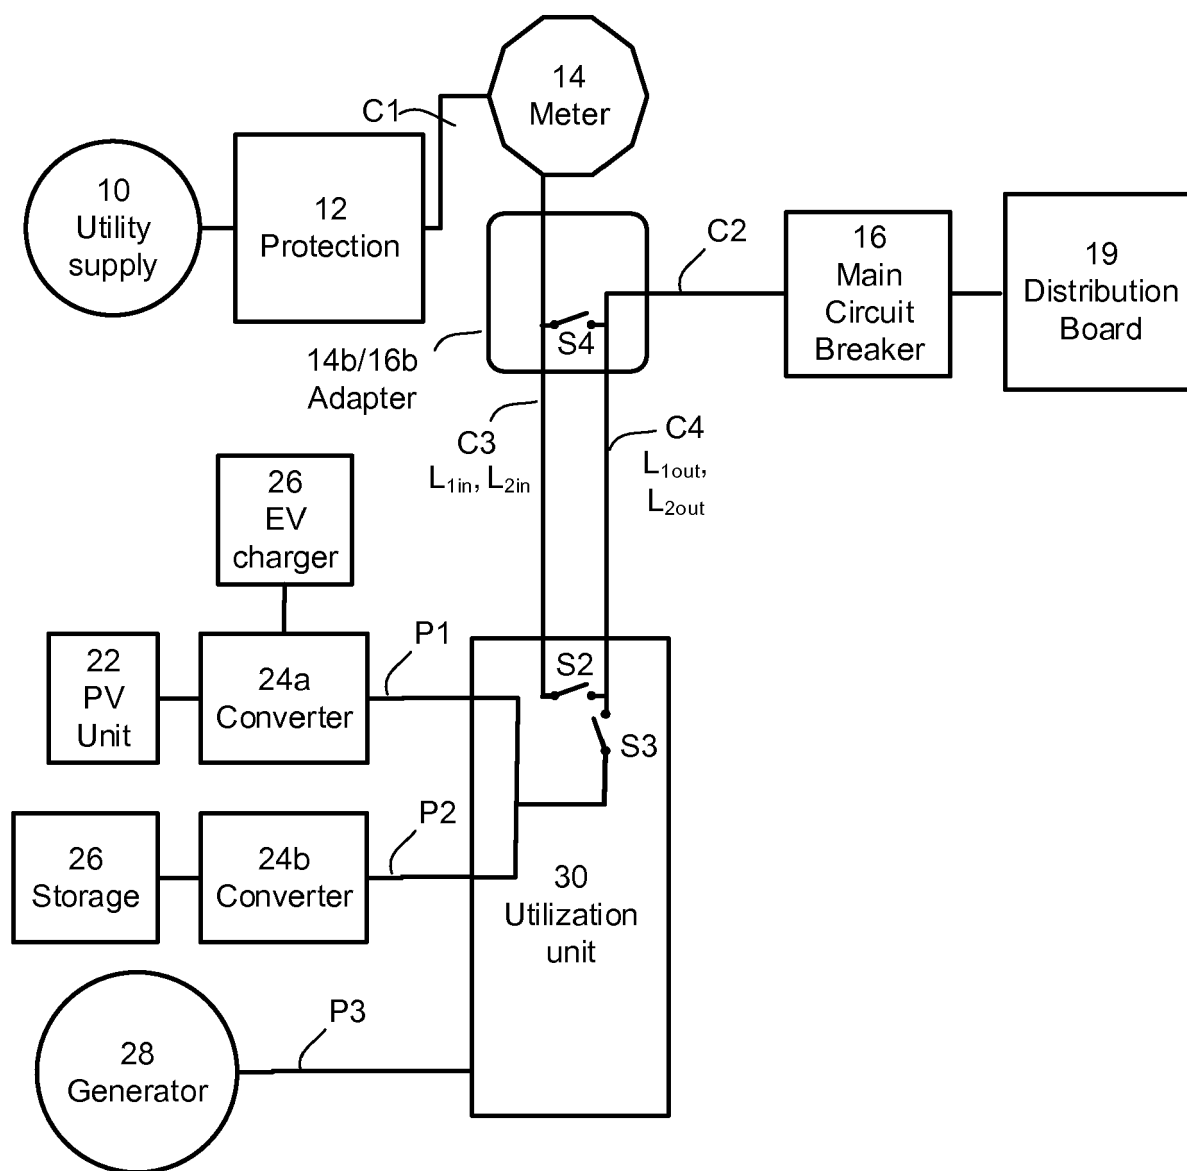 14
Meter
C1
10
Utility
supply
12
Protection
C2
16
Main
Circuit
Breaker
19
Distribution
Board
S4
14b/16b
Adapter
C3
L1in, L2in
C4
L1out,
L2out
26
EV
charger
22
PV
Unit
24a
Converter
P1
S2
S3
26
Storage
24b
Converter
P2
30
Utilization
unit
28
Generator
P3